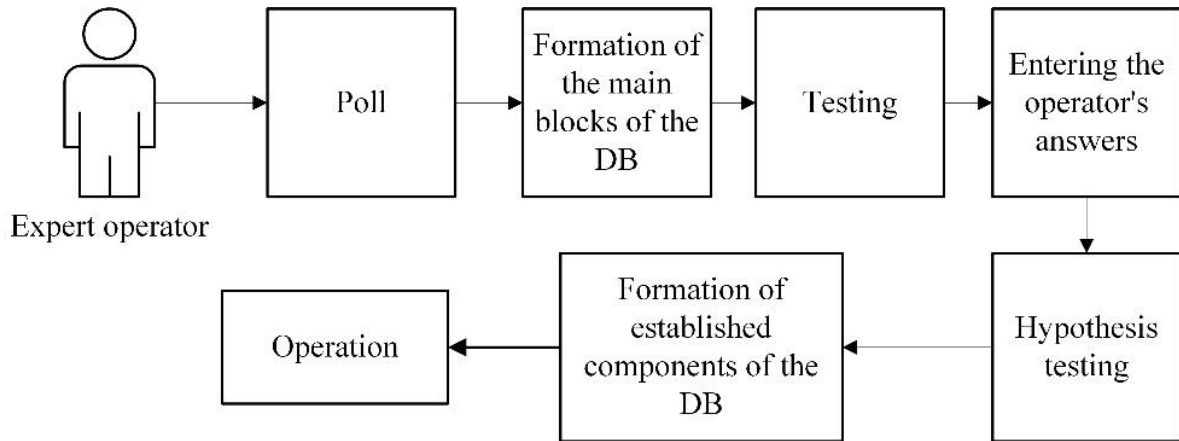 Expert operator
Poll
Formation of
the main
blocks of the
DB
Testing
Entering the
operator's
answers
Hypothesis
testing
Formation of
established
components of the
DB
Operation